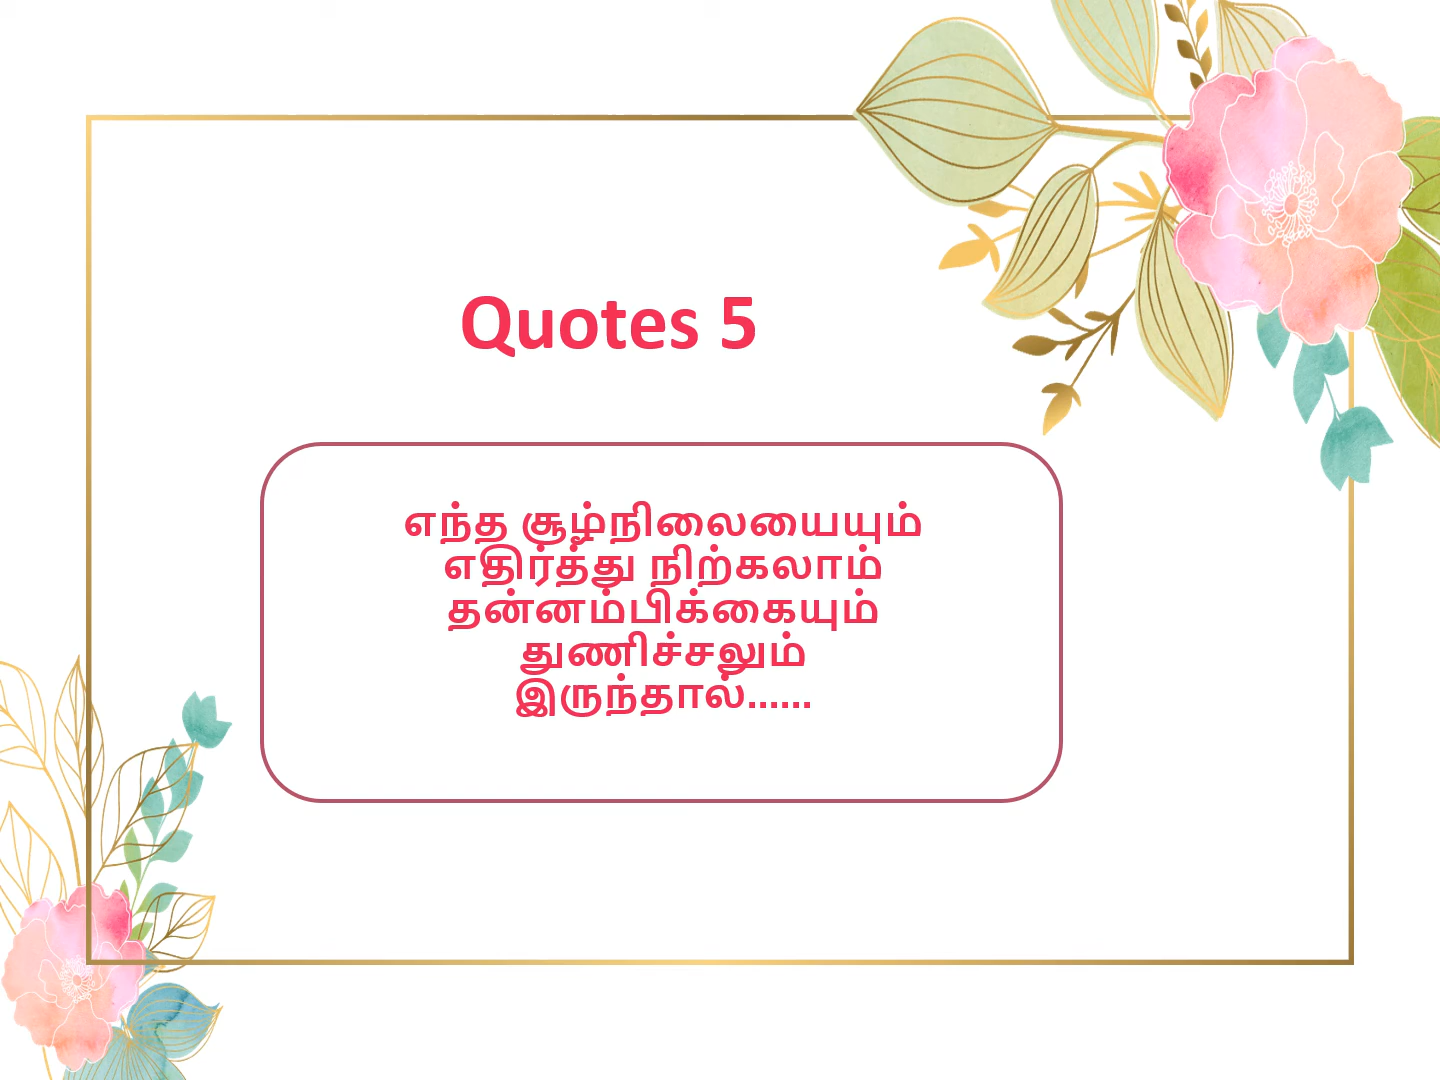 Quotes 5
எந்த சூழ்நிலையையும்
எதிர்த்து நிற்கலாம்
தன்னம்பிக்கையும்
துணிச்சலும்
இருந்தால்......